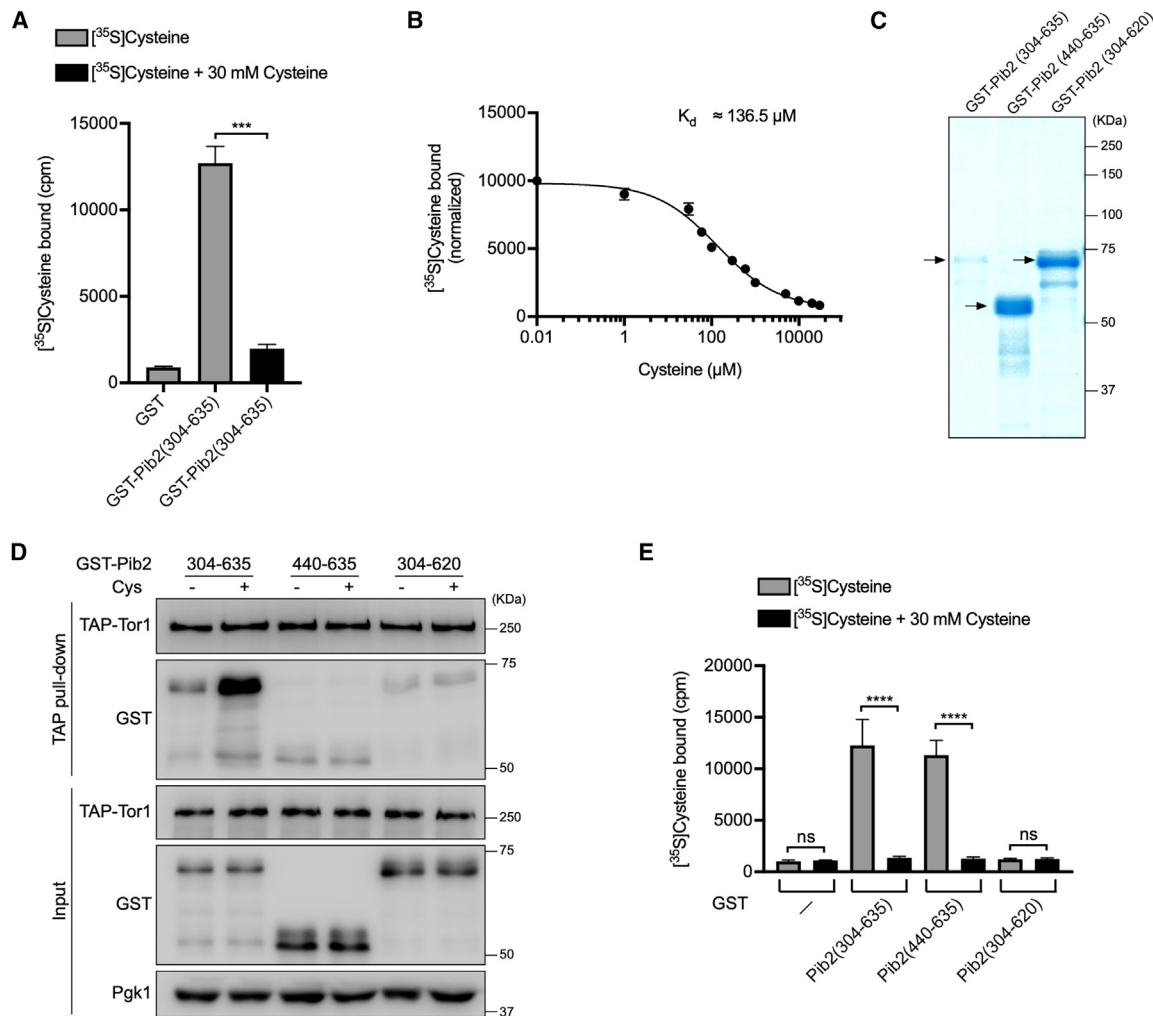 A
[³⁵S]Cysteine
[³⁵S]Cysteine + 30 mM Cysteine
[³⁵S]Cysteine bound (cpm)
15000
10000
5000
0
***
GST
GST-Pib2(304-635)
GST-Pib2(304-635)
B
K_d ≈ 136.5 µM
[³⁵S]Cysteine bound
(normalized)
15000
10000
5000
0
0.01 1 100 10000
Cysteine (µM)
C
GST-Pib2 (304-635)
GST-Pib2 (440-635)
GST-Pib2 (304-620)
(KDa)
250
150
100
75
50
37
D
GST-Pib2 304-635 440-635 304-620
Cys - + - + - +
(KDa)
TAP pull-down
TAP-Tor1 250
75
GST
50
Input
TAP-Tor1 250
75
GST
50
Pgk1
37
E
[³⁵S]Cysteine
[³⁵S]Cysteine + 30 mM Cysteine
[³⁵S]Cysteine bound (cpm)
20000
15000
10000
5000
0
ns **** **** ns
GST
—
Pib2(304-635)
Pib2(440-635)
Pib2(304-620)